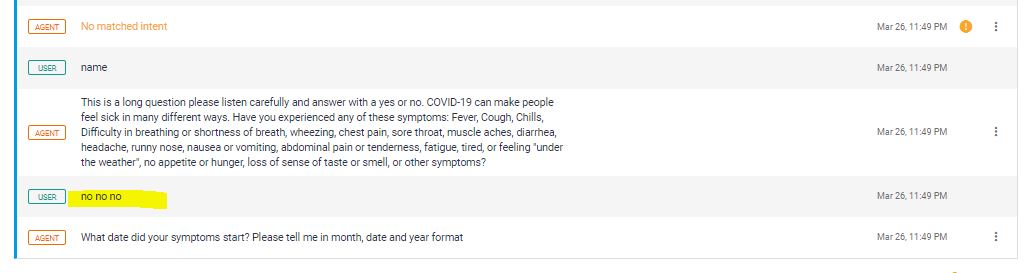 AGENT No matched intent Mar 26, 11:49 PM
USER name Mar 26, 11:49 PM
This is a long question please listen carefully and answer with a yes or no. COVID-19 can make people
feel sick in many different ways. Have you experienced any of these symptoms: Fever, Cough, Chills,
AGENT Difficulty in breathing or shortness of breath, wheezing, chest pain, sore throat, muscle aches, diarrhea, Mar 26, 11:49 PM
headache, runny nose, nausea or vomiting, abdominal pain or tenderness, fatigue, tired, or feeling "under
the weather", no appetite or hunger, loss of sense of taste or smell, or other symptoms?
USER no no no Mar 26, 11:49 PM
AGENT What date did your symptoms start? Please tell me in month, date and year format Mar 26, 11:49 PM